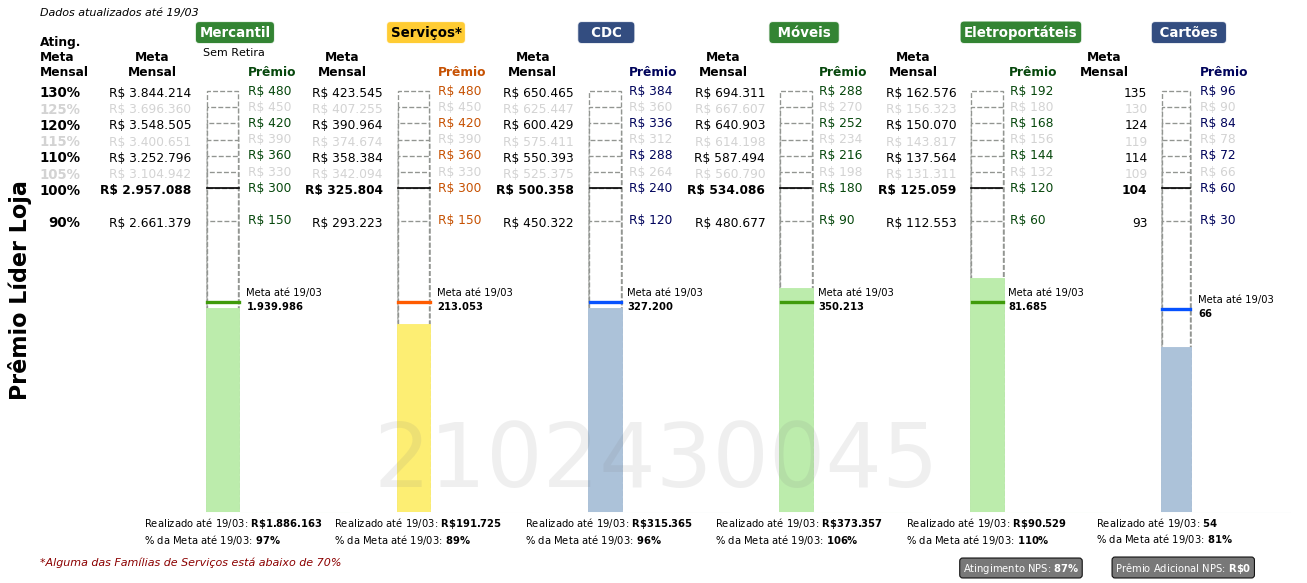 Dados atualizados até 19/03
Mercantil Serviços* CDC Móveis Eletroportáteis Cartões
Sem Retira
Ating. Meta Mensal Meta Mensal Prêmio Meta Mensal Prêmio Meta Mensal Prêmio Meta Mensal Prêmio Meta Mensal Prêmio Meta Mensal Prêmio
130% R$ 3.844.214 R$ 480 R$ 423.545 R$ 480 R$ 650.465 R$ 384 R$ 694.311 R$ 288 R$ 162.576 R$ 192 135 R$ 96
125% R$ 3.696.360 R$ 450 R$ 407.255 R$ 450 R$ 625.447 R$ 360 R$ 667.607 R$ 270 R$ 156.323 R$ 180 130 R$ 90
120% R$ 3.548.505 R$ 420 R$ 390.964 R$ 420 R$ 600.429 R$ 336 R$ 640.903 R$ 252 R$ 150.070 R$ 168 124 R$ 84
115% R$ 3.400.651 R$ 390 R$ 374.674 R$ 390 R$ 575.411 R$ 312 R$ 614.198 R$ 234 R$ 143.817 R$ 156 119 R$ 78
110% R$ 3.252.796 R$ 360 R$ 358.384 R$ 360 R$ 550.393 R$ 288 R$ 587.494 R$ 216 R$ 137.564 R$ 144 114 R$ 72
105% R$ 3.104.942 R$ 330 R$ 342.094 R$ 330 R$ 525.375 R$ 264 R$ 560.790 R$ 198 R$ 131.311 R$ 132 109 R$ 66
100% R$ 2.957.088 R$ 300 R$ 325.804 R$ 300 R$ 500.358 R$ 240 R$ 534.086 R$ 180 R$ 125.059 R$ 120 104 R$ 60
90% R$ 2.661.379 R$ 150 R$ 293.223 R$ 150 R$ 450.322 R$ 120 R$ 480.677 R$ 90 R$ 112.553 R$ 60 93 R$ 30
Prêmio Líder Loja
Meta até 19/03 Meta até 19/03 Meta até 19/03 Meta até 19/03 Meta até 19/03 Meta até 19/03
1.939.986 213.053 327.200 350.213 81.685 66
2102430045
Realizado até 19/03: R$1.886.163 Realizado até 19/03: R$191.725 Realizado até 19/03: R$315.365 Realizado até 19/03: R$373.357 Realizado até 19/03: R$90.529 Realizado até 19/03: 54
% da Meta até 19/03: 97% % da Meta até 19/03: 89% % da Meta até 19/03: 96% % da Meta até 19/03: 106% % da Meta até 19/03: 110% % da Meta até 19/03: 81%
*Alguma das Famílias de Serviços está abaixo de 70%
Atingimento NPS: 87% Prêmio Adicional NPS: R$0